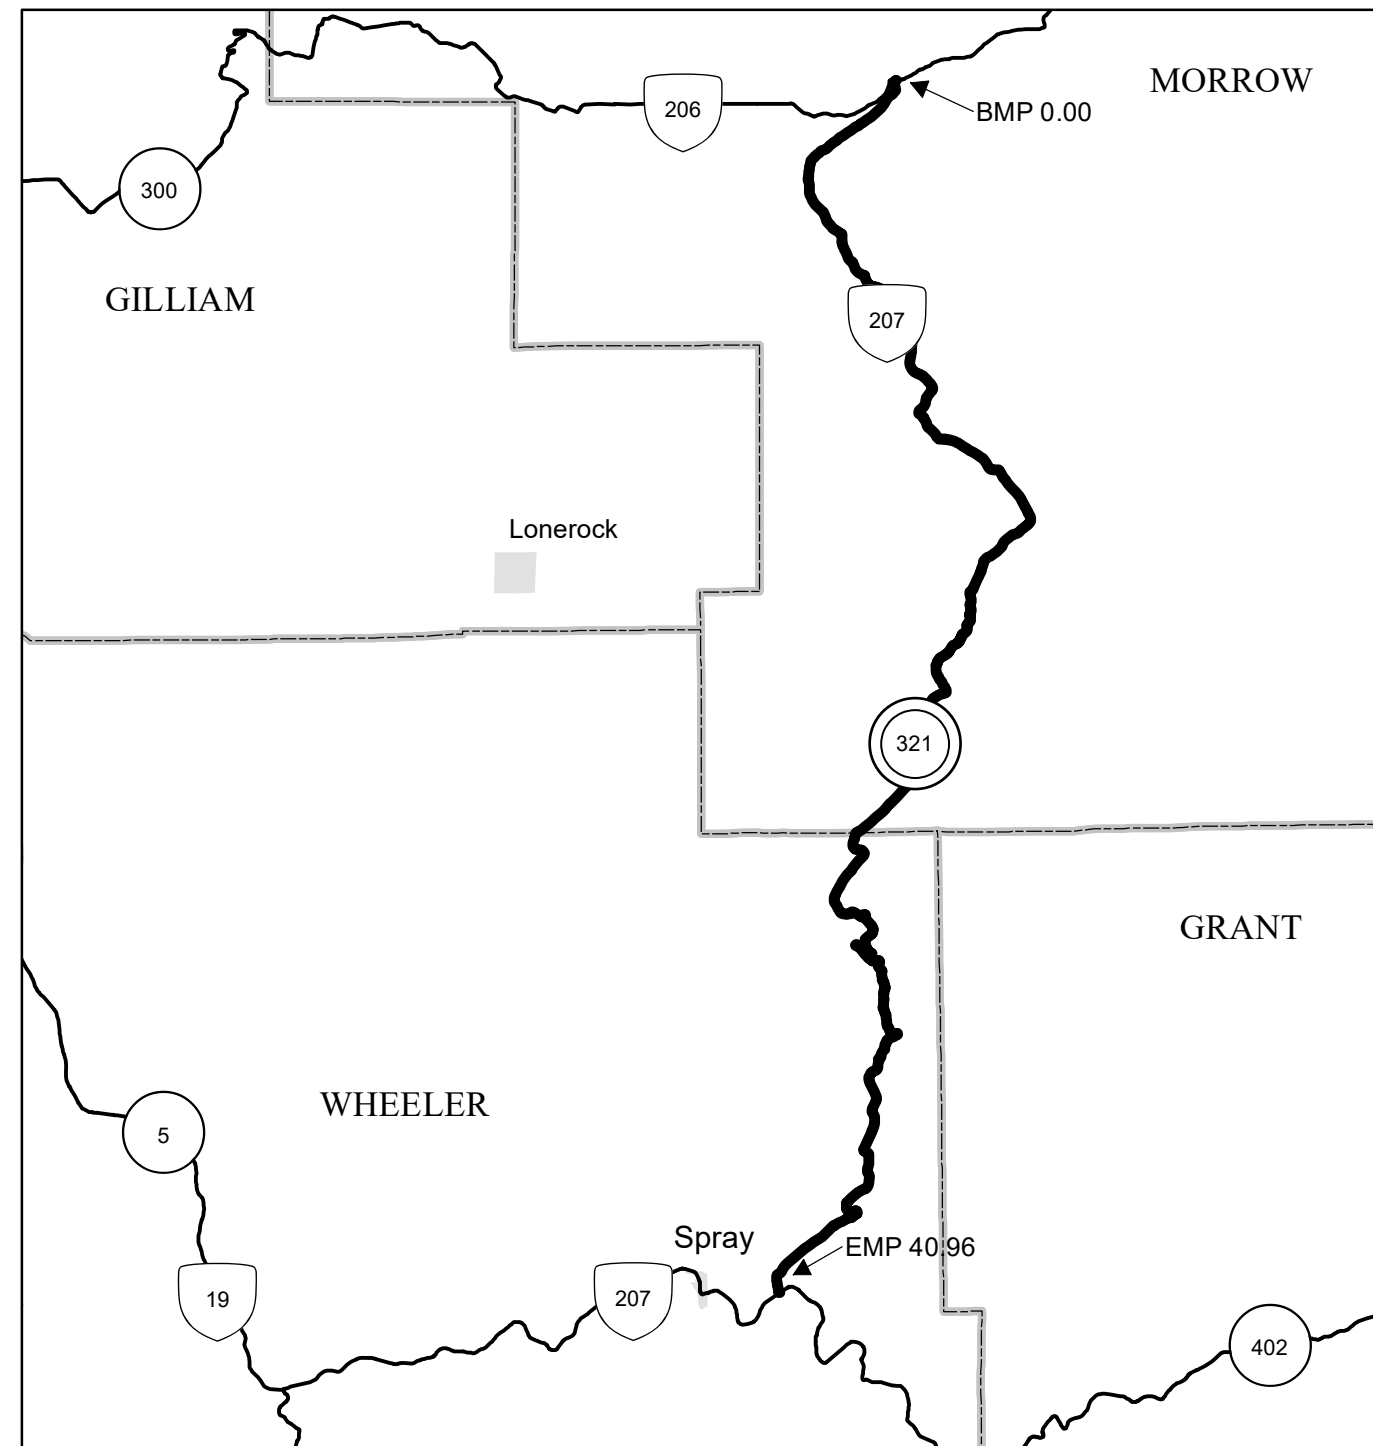 MORROW
206
BMP 0.00
300
GILLIAM
207
Lonerock
321
GRANT
WHEELER
5
Spray
EMP 40.96
19
207
402